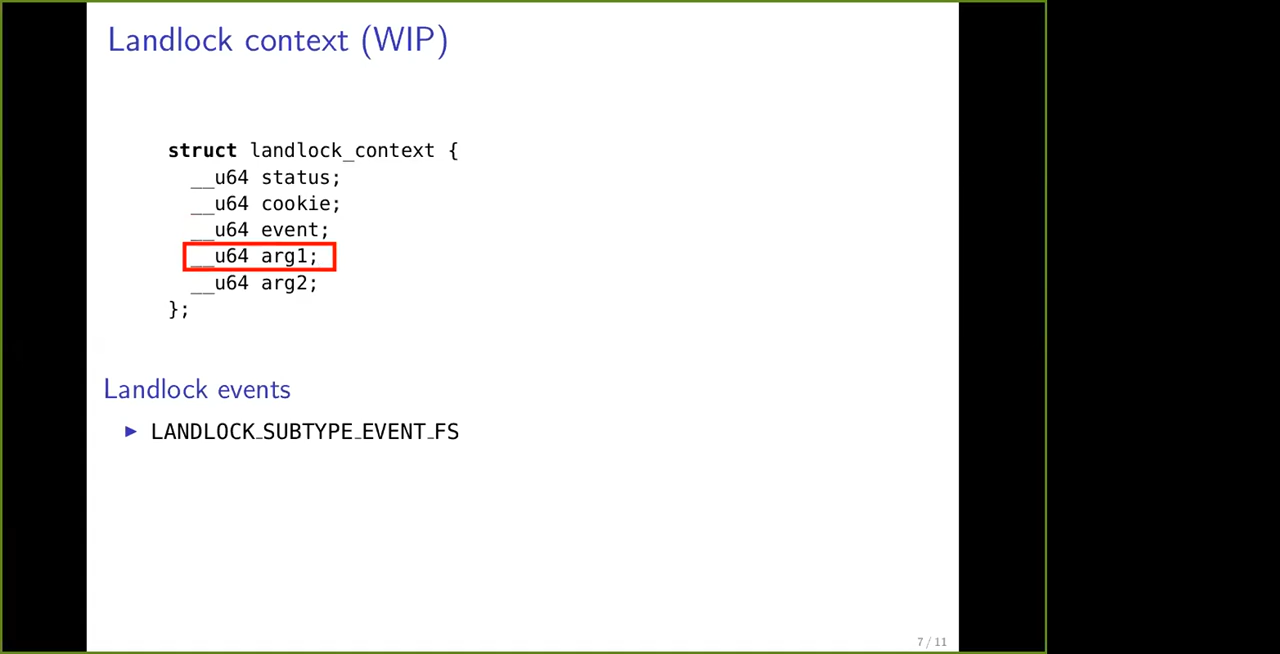 Landlock context (WIP)
struct landlock_context {
__u64 status;
__u64 cookie;
__u64 event;
__u64 arg1;
__u64 arg2;
};
Landlock events
▶ LANDLOCK_SUBTYPE_EVENT_FS
7 / 11